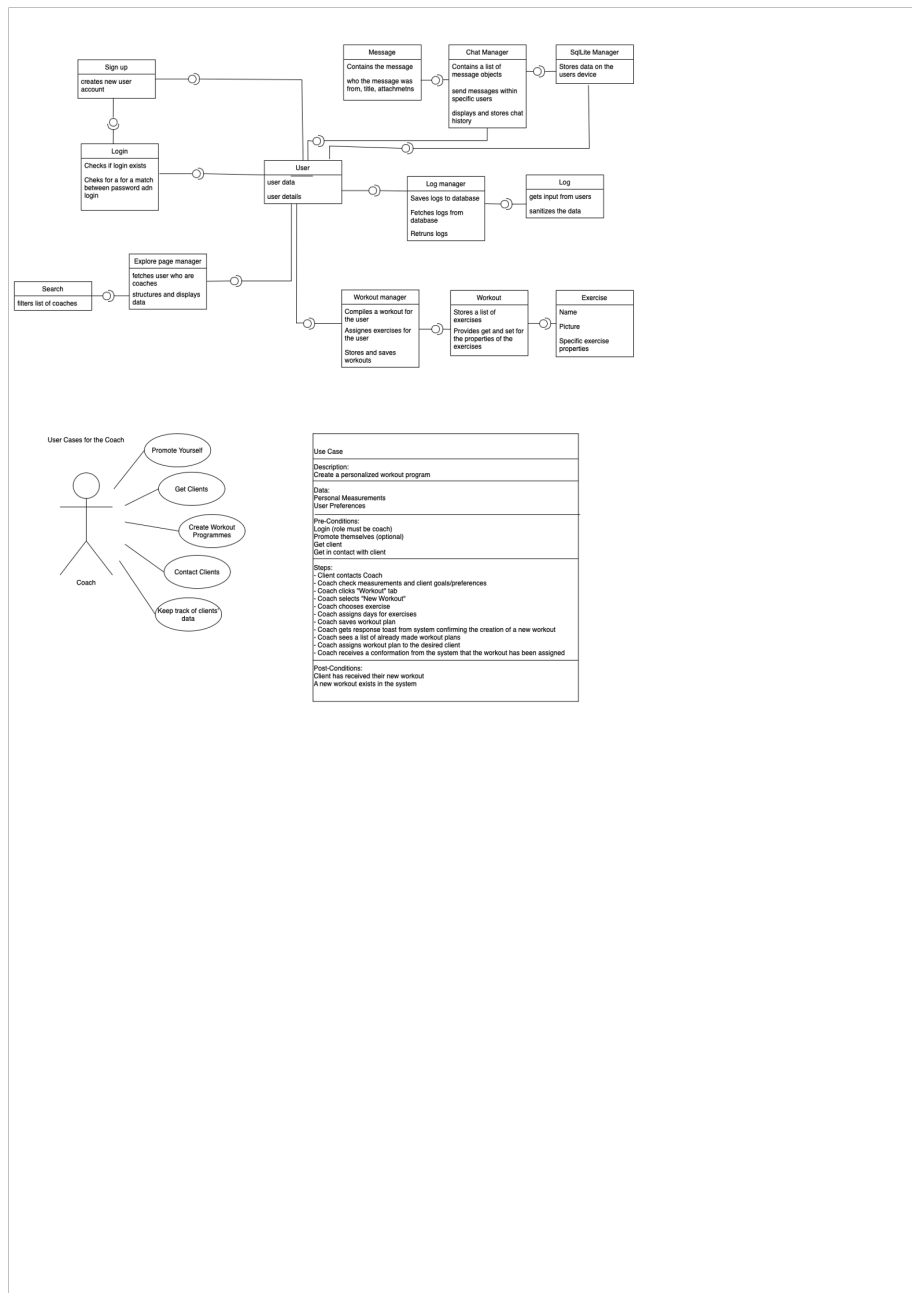 Sign up
creates new user
account
Message
Contains the message
who the message was
from, title, attachmetns
Chat Manager
Contains a list of
message objects
send messages within
specific users
displays and stores chat
history
SqlLite Manager
Stores data on the
users device
Login
Checks if login exists
Cheks for a for a match
between password adn
login
User
user data
user details
Log manager
Saves logs to database
Fetches logs from
database
Retruns logs
Log
gets input from users
sanitizes the data
Explore page manager
fetches user who are
coaches
structures and displays
data
Search
filters list of coaches
Workout manager
Compiles a workout for
the user
Assignes exercises for
the user
Stores and saves
workouts
Workout
Stores a list of
exercises
Provides get and set for
the properties of the
exercises
Exercise
Name
Picture
Specific exercise
properties
User Cases for the Coach
Promote Yourself
Get Clients
Create Workout
Programmes
Contact Clients
Keep track of clients"
data
Coach
Use Case
Description:
Create a personalized workout program
Data:
Personal Measurements
User Preferences
Pre-Conditions:
Login (role must be coach)
Promote themselves (optional)
Get client
Get in contact with client
Steps:
- Client contacts Coach
- Coach check measurements and client goals/preferences
- Coach clicks "Workout" tab
- Coach selects "New Workout"
- Coach chooses exercise
- Coach assigns days for exercises
- Coach saves workout plan
- Coach gets response toast from system confirming the creation of a new workout
- Coach sees a list of already made workout plans
- Coach assigns workout plan to the desired client
- Coach receives a conformation from the system that the workout has been assigned
Post-Conditions:
Client has received their new workout
A new workout exists in the system